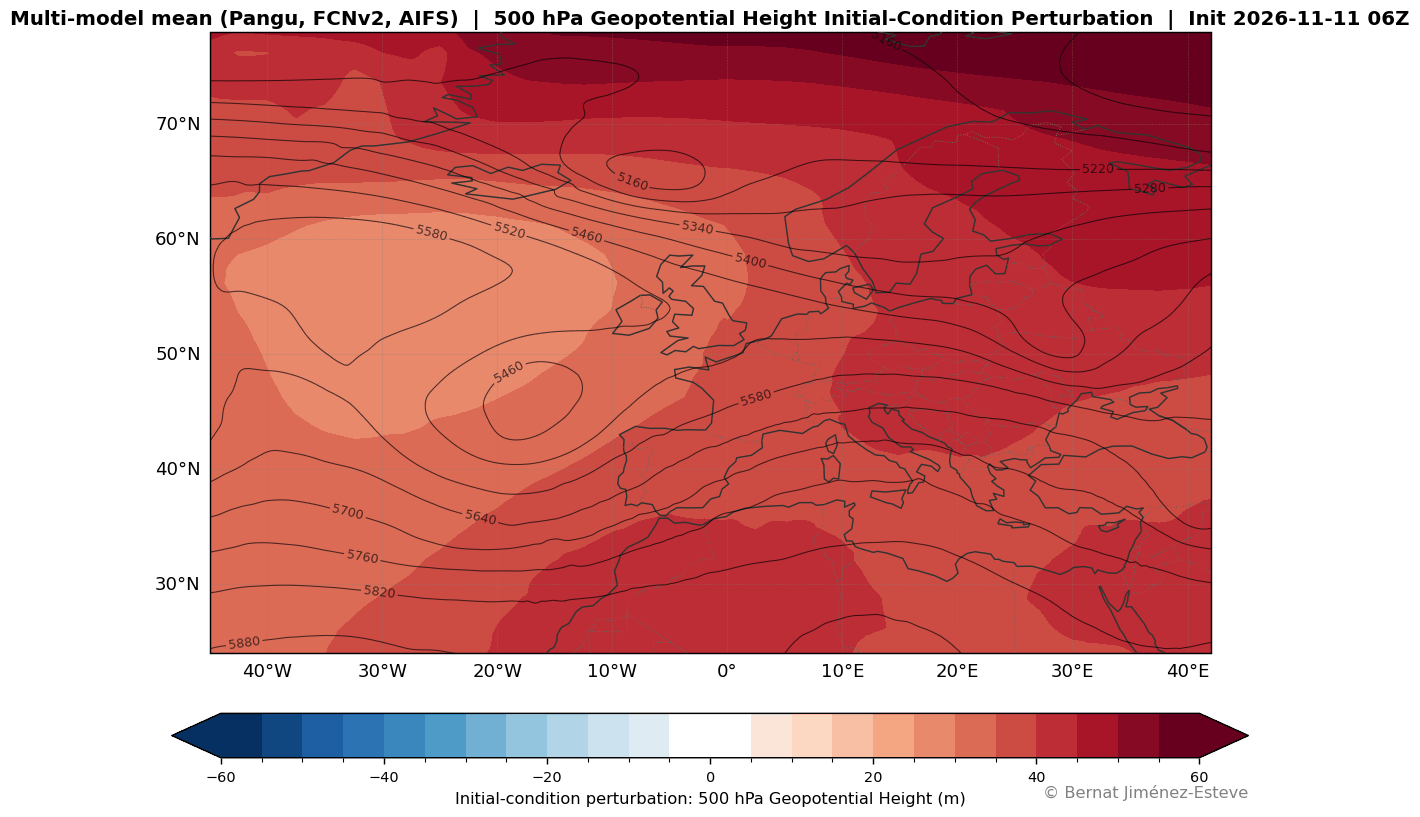 Multi-model mean (Pangu, FCNv2, AIFS)  |  500 hPa Geopotential Height Initial-Condition Perturbation  |  Init 2026-11-11 06Z
5160
70°N
5220
5160
5280
60°N
5580
5520
5460
5340
5400
50°N
5460
5580
40°N
5700
5640
5760
30°N
5820
5880
40°W 30°W 20°W 10°W 0° 10°E 20°E 30°E 40°E
−60 −40 −20 0 20 40 60
Initial-condition perturbation: 500 hPa Geopotential Height (m)
© Bernat Jiménez-Esteve